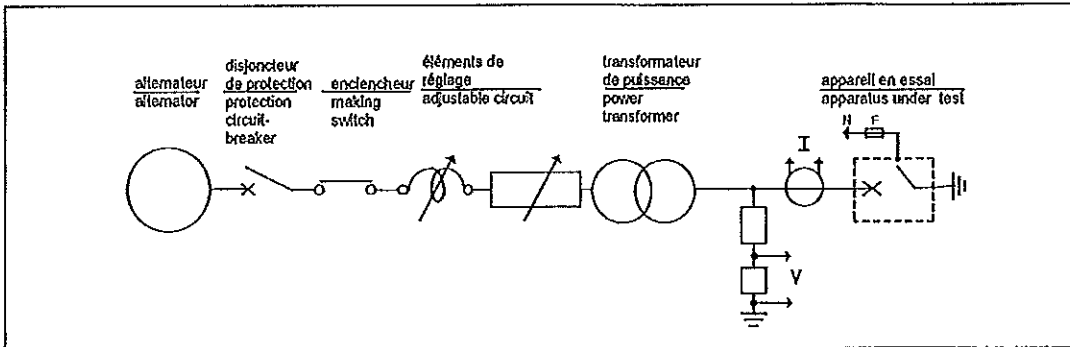 alternateur
alternator
disjoncteur
de protection
protection
circuit-
breaker
enclencheur
making
switch
éléments de
réglage
adjustable circuit
transformateur
de puissance
power
transformer
appareil en essai
apparatus under test
N F
I
V